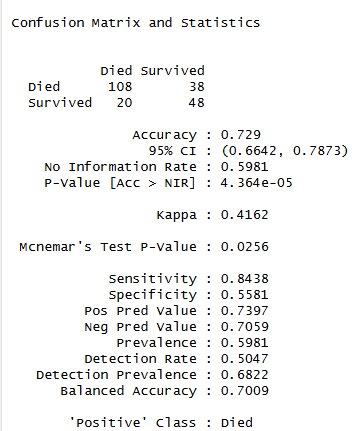 Confusion Matrix and Statistics
Died Survived
Died 108 38
Survived 20 48
Accuracy : 0.729
95% CI : (0.6642, 0.7873)
No Information Rate : 0.5981
P-Value [Acc > NIR] : 4.364e-05
Kappa : 0.4162
Mcnemar's Test P-Value : 0.0256
Sensitivity : 0.8438
Specificity : 0.5581
Pos Pred Value : 0.7397
Neg Pred Value : 0.7059
Prevalence : 0.5981
Detection Rate : 0.5047
Detection Prevalence : 0.6822
Balanced Accuracy : 0.7009
'Positive' Class : Died